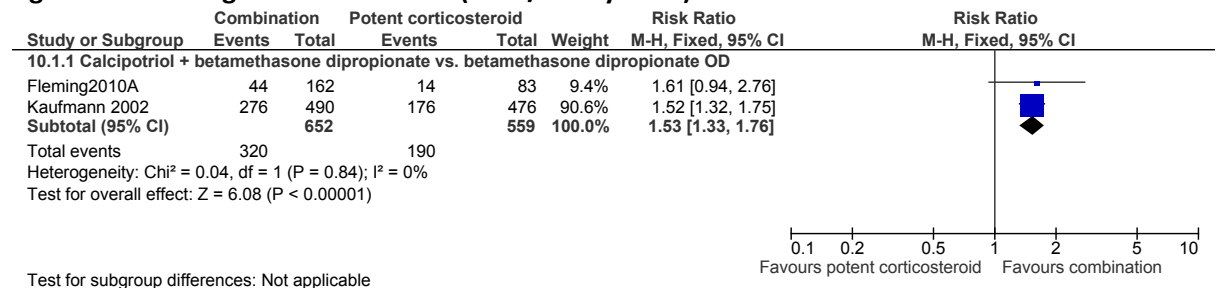 Combination Potent corticosteroid Risk Ratio Risk Ratio
Study or Subgroup Events Total Events Total Weight M-H, Fixed, 95% CI M-H, Fixed, 95% CI
10.1.1 Calcipotriol + betamethasone dipropionate vs. betamethasone dipropionate OD
Fleming2010A 44 162 14 83 9.4% 1.61 [0.94, 2.76]
Kaufmann 2002 276 490 176 476 90.6% 1.52 [1.32, 1.75]
Subtotal (95% CI) 652 559 100.0% 1.53 [1.33, 1.76]
Total events 320 190
Heterogeneity: Chi² = 0.04, df = 1 (P = 0.84); I² = 0%
Test for overall effect: Z = 6.08 (P < 0.00001)
0.1 0.2 0.5 1 2 5 10
Favours potent corticosteroid Favours combination
Test for subgroup differences: Not applicable